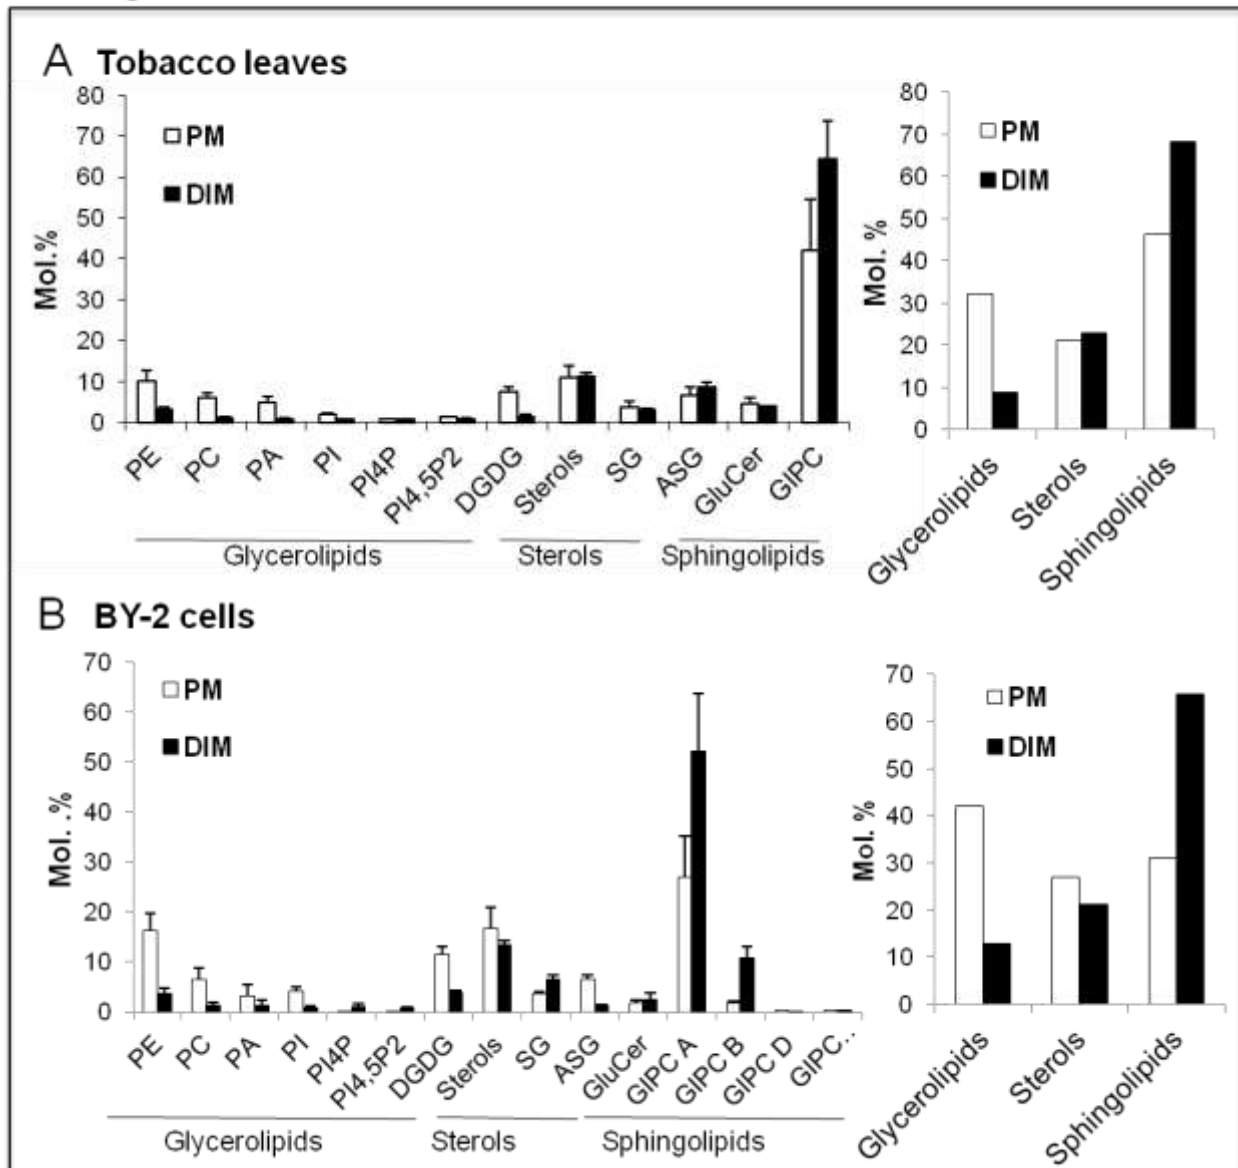 A Tobacco leaves
80
70
60
50
40
30
20
10
0
Mol.%
PM
DIM
PE
PC
PA
PI
PI4P
PI4,5P2
DGDG
Sterols
SG
ASG
GluCer
GIPC
Glycerolipids
Sterols
Sphingolipids
80
70
60
50
40
30
20
10
0
Mol. %
PM
DIM
Glycerolipids
Sterols
Sphingolipids
B BY-2 cells
70
60
50
40
30
20
10
0
Mol. .%
PM
DIM
PE
PC
PA
PI
PI4P
PI4,5P2
DGDG
Sterols
SG
ASG
GluCer
GIPC A
GIPC B
GIPC D
GIPC..
Glycerolipids
Sterols
Sphingolipids
70
60
50
40
30
20
10
0
Mol. %
PM
DIM
Glycerolipids
Sterols
Sphingolipids